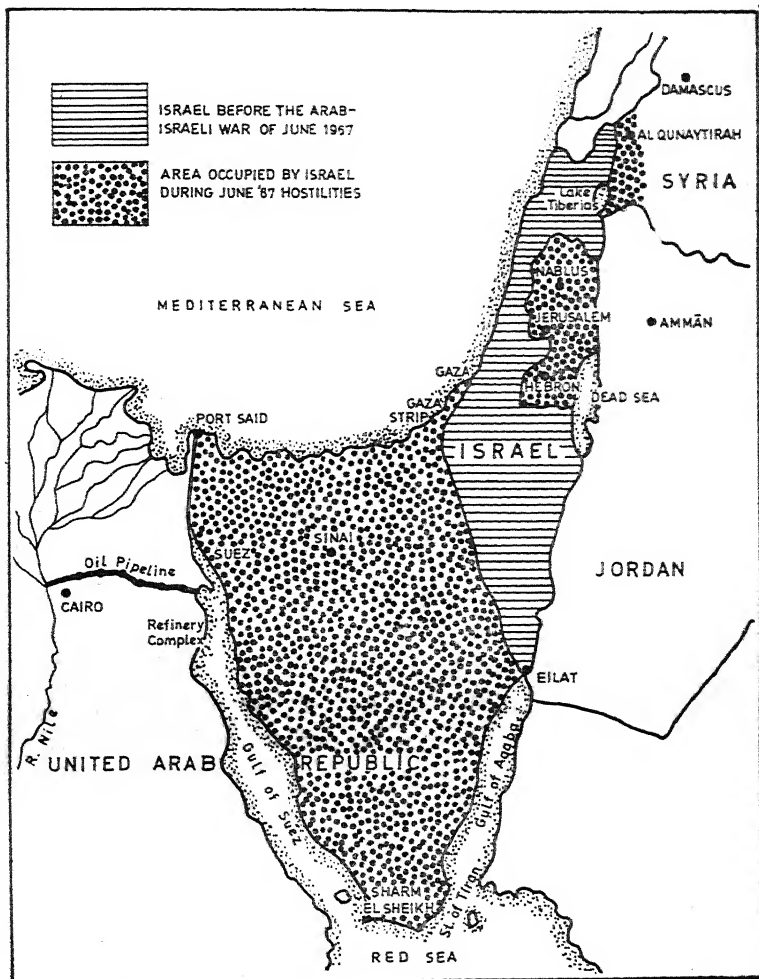 ISRAEL BEFORE THE ARAB-
ISRAELI WAR OF JUNE 1967
AREA OCCUPIED BY ISRAEL
DURING JUNE '67 HOSTILITIES
DAMASCUS
AL QUNAYTIRAH
SYRIA
Lake
Tiberias
NABLUS
MEDITERRANEAN SEA
JERUSALEM
AMMĀN
GAZA
HEBRON
DEAD SEA
GAZA
STRIP
PORT SAID
ISRAEL
SUEZ
SINAI
Oil Pipeline
JORDAN
CAIRO
Refinery
Complex
EILAT
R. Nile
UNITED ARAB REPUBLIC
Gulf of Suez
Gulf of Aqaba
SHARM
EL SHEIKH
St. of Tiran
RED SEA